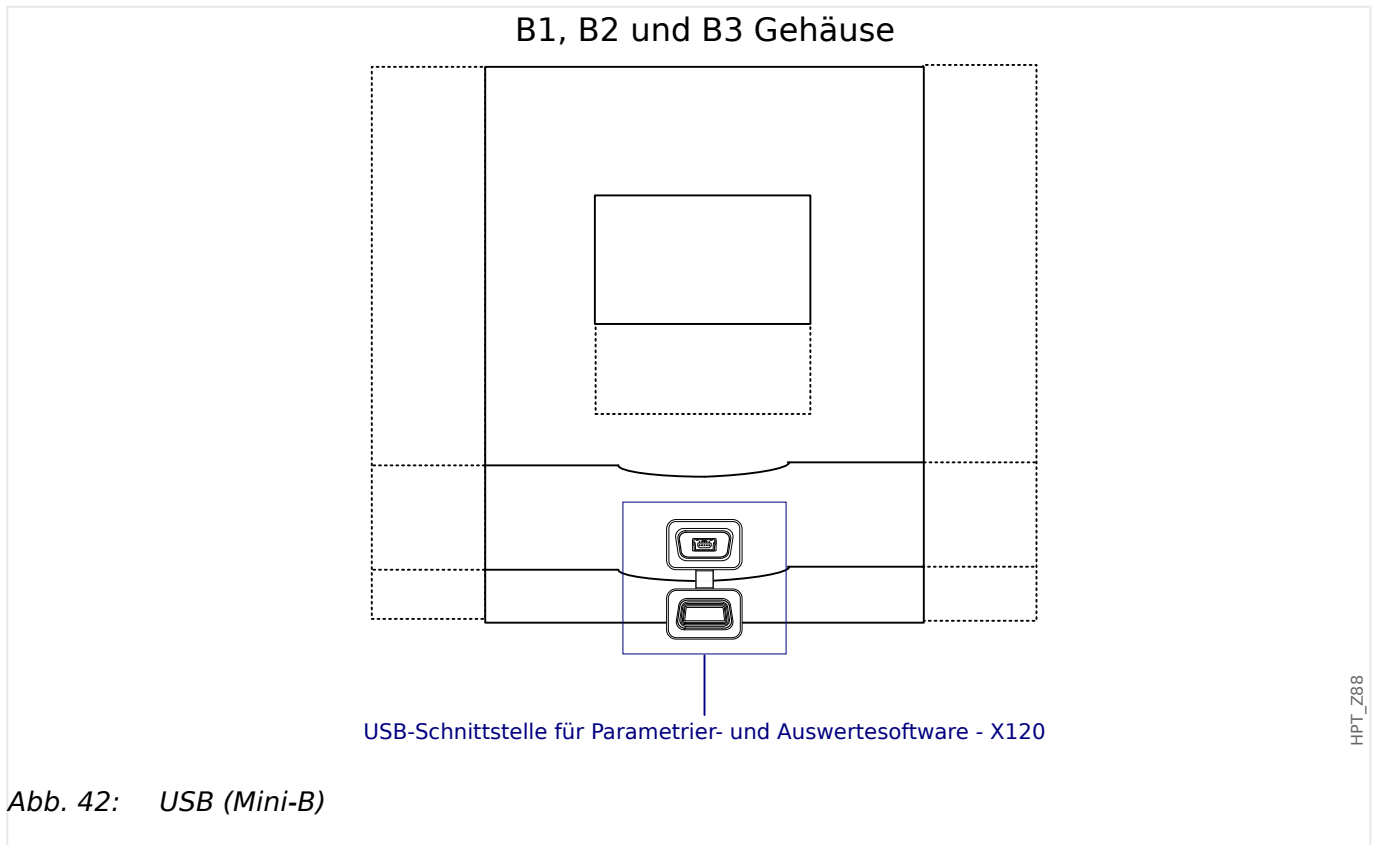 B1, B2 und B3 Gehäuse
USB-Schnittstelle für Parametrier- und Auswertesoftware - X120
HPT_Z88
Abb. 42: USB (Mini-B)